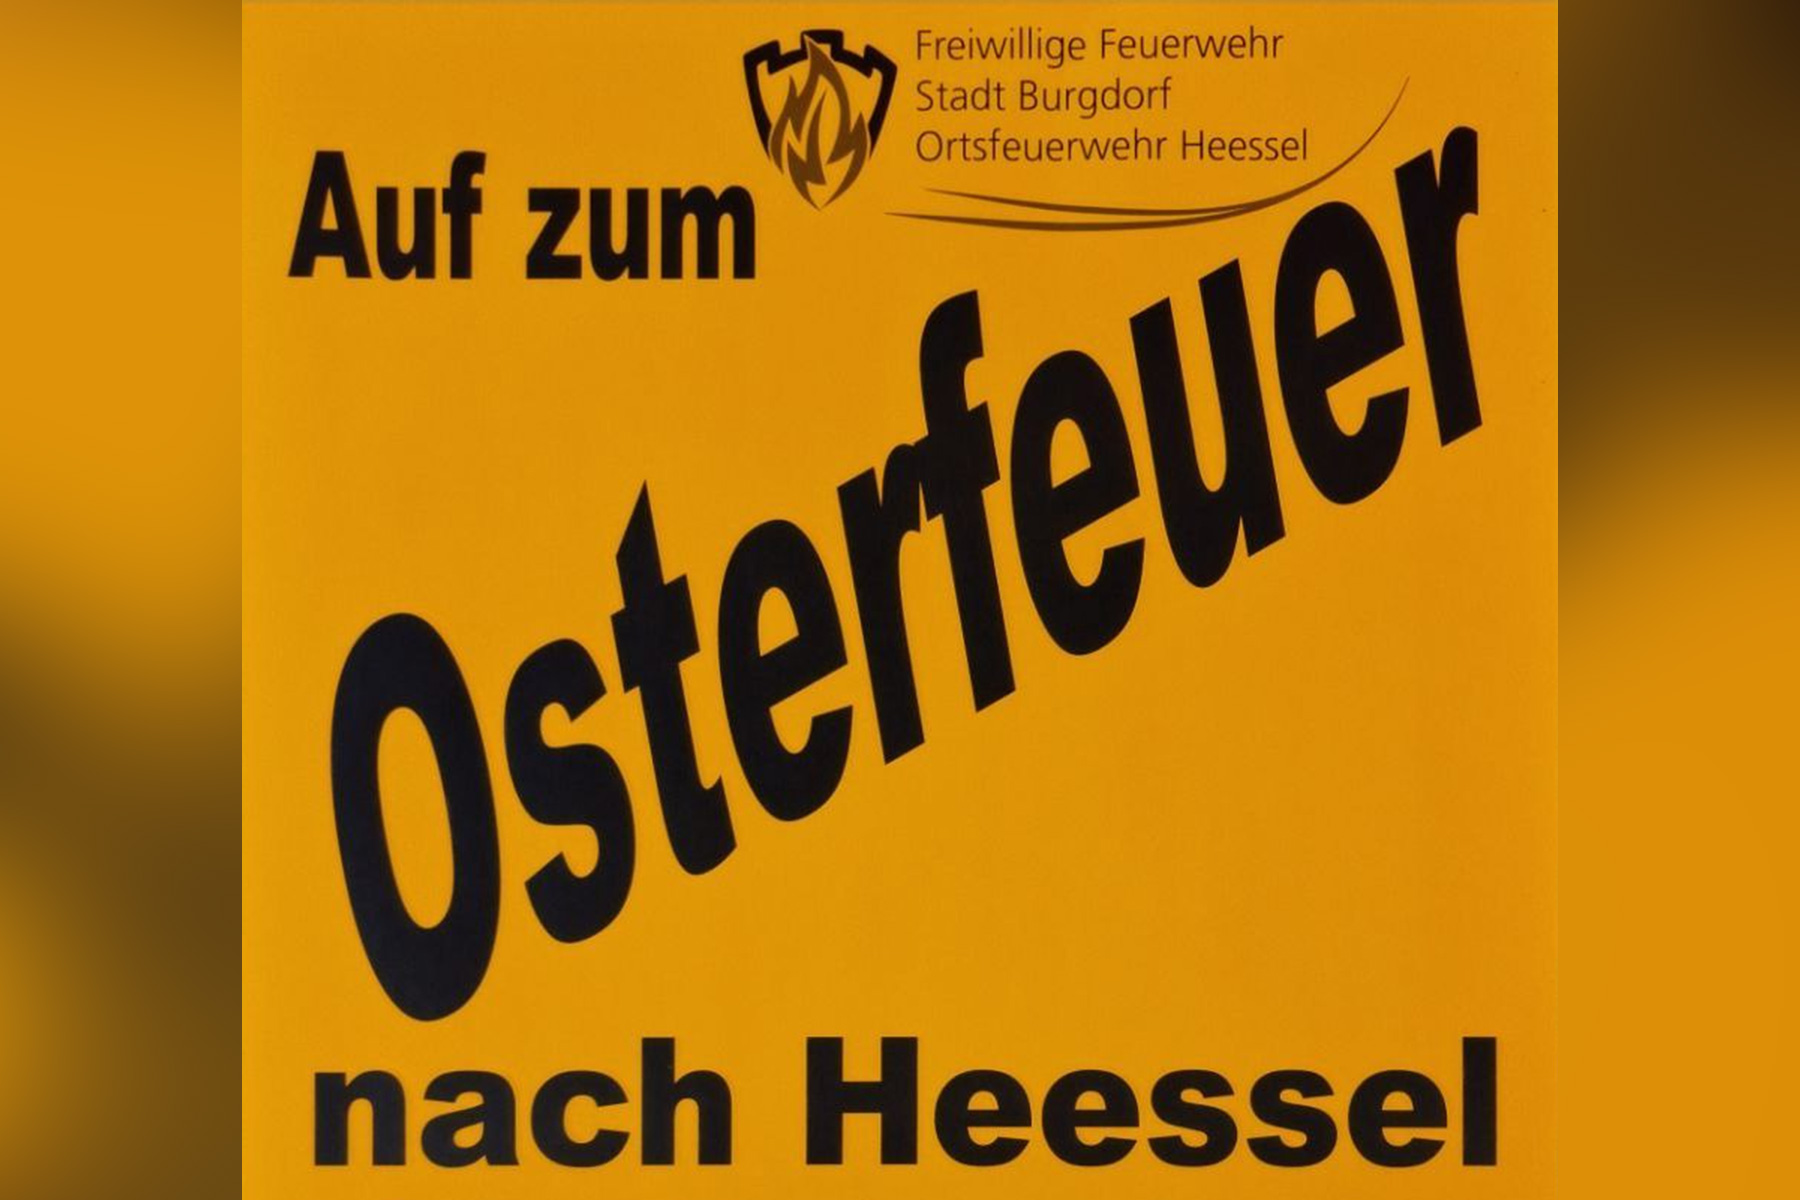 Freiwillige Feuerwehr
Stadt Burgdorf
Ortsfeuerwehr Heessel
Auf zum
Osterfeuer
nach Heessel